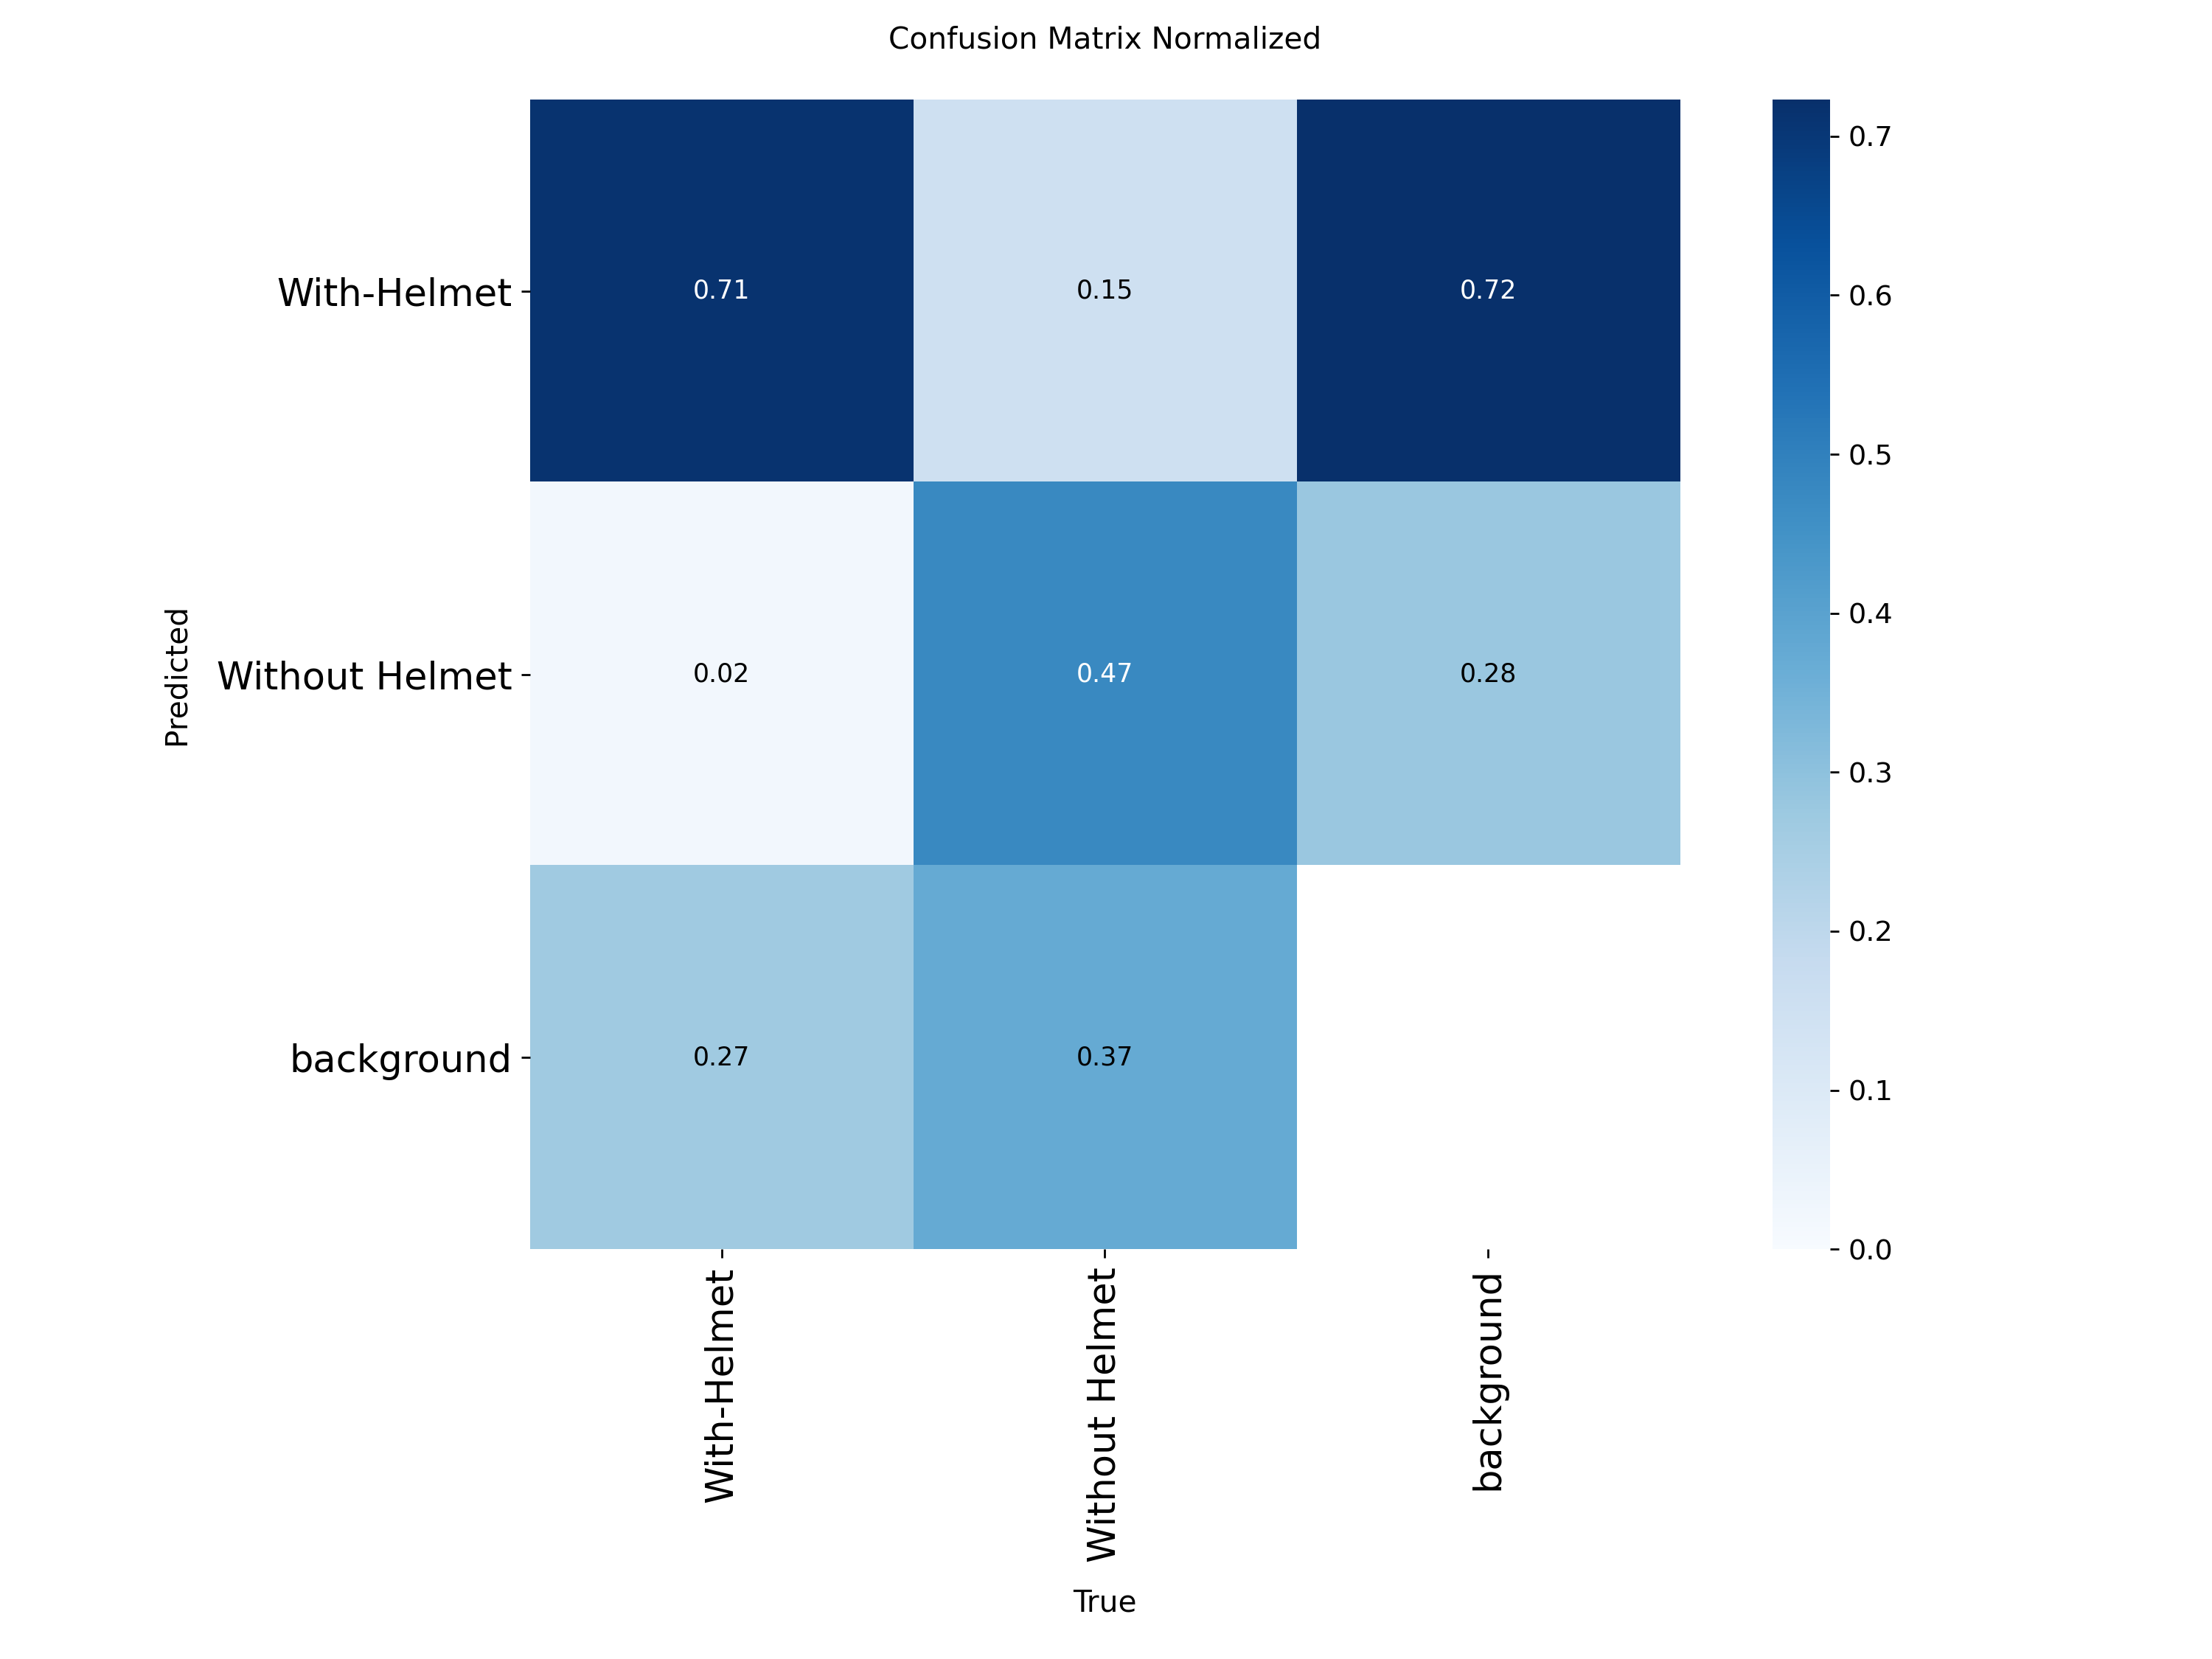 Confusion Matrix Normalized
Predicted
With-Helmet
0.71
0.15
0.72
Without Helmet
0.02
0.47
0.28
background
0.27
0.37
With-Helmet
Without Helmet
background
True
0.7
0.6
0.5
0.4
0.3
0.2
0.1
0.0